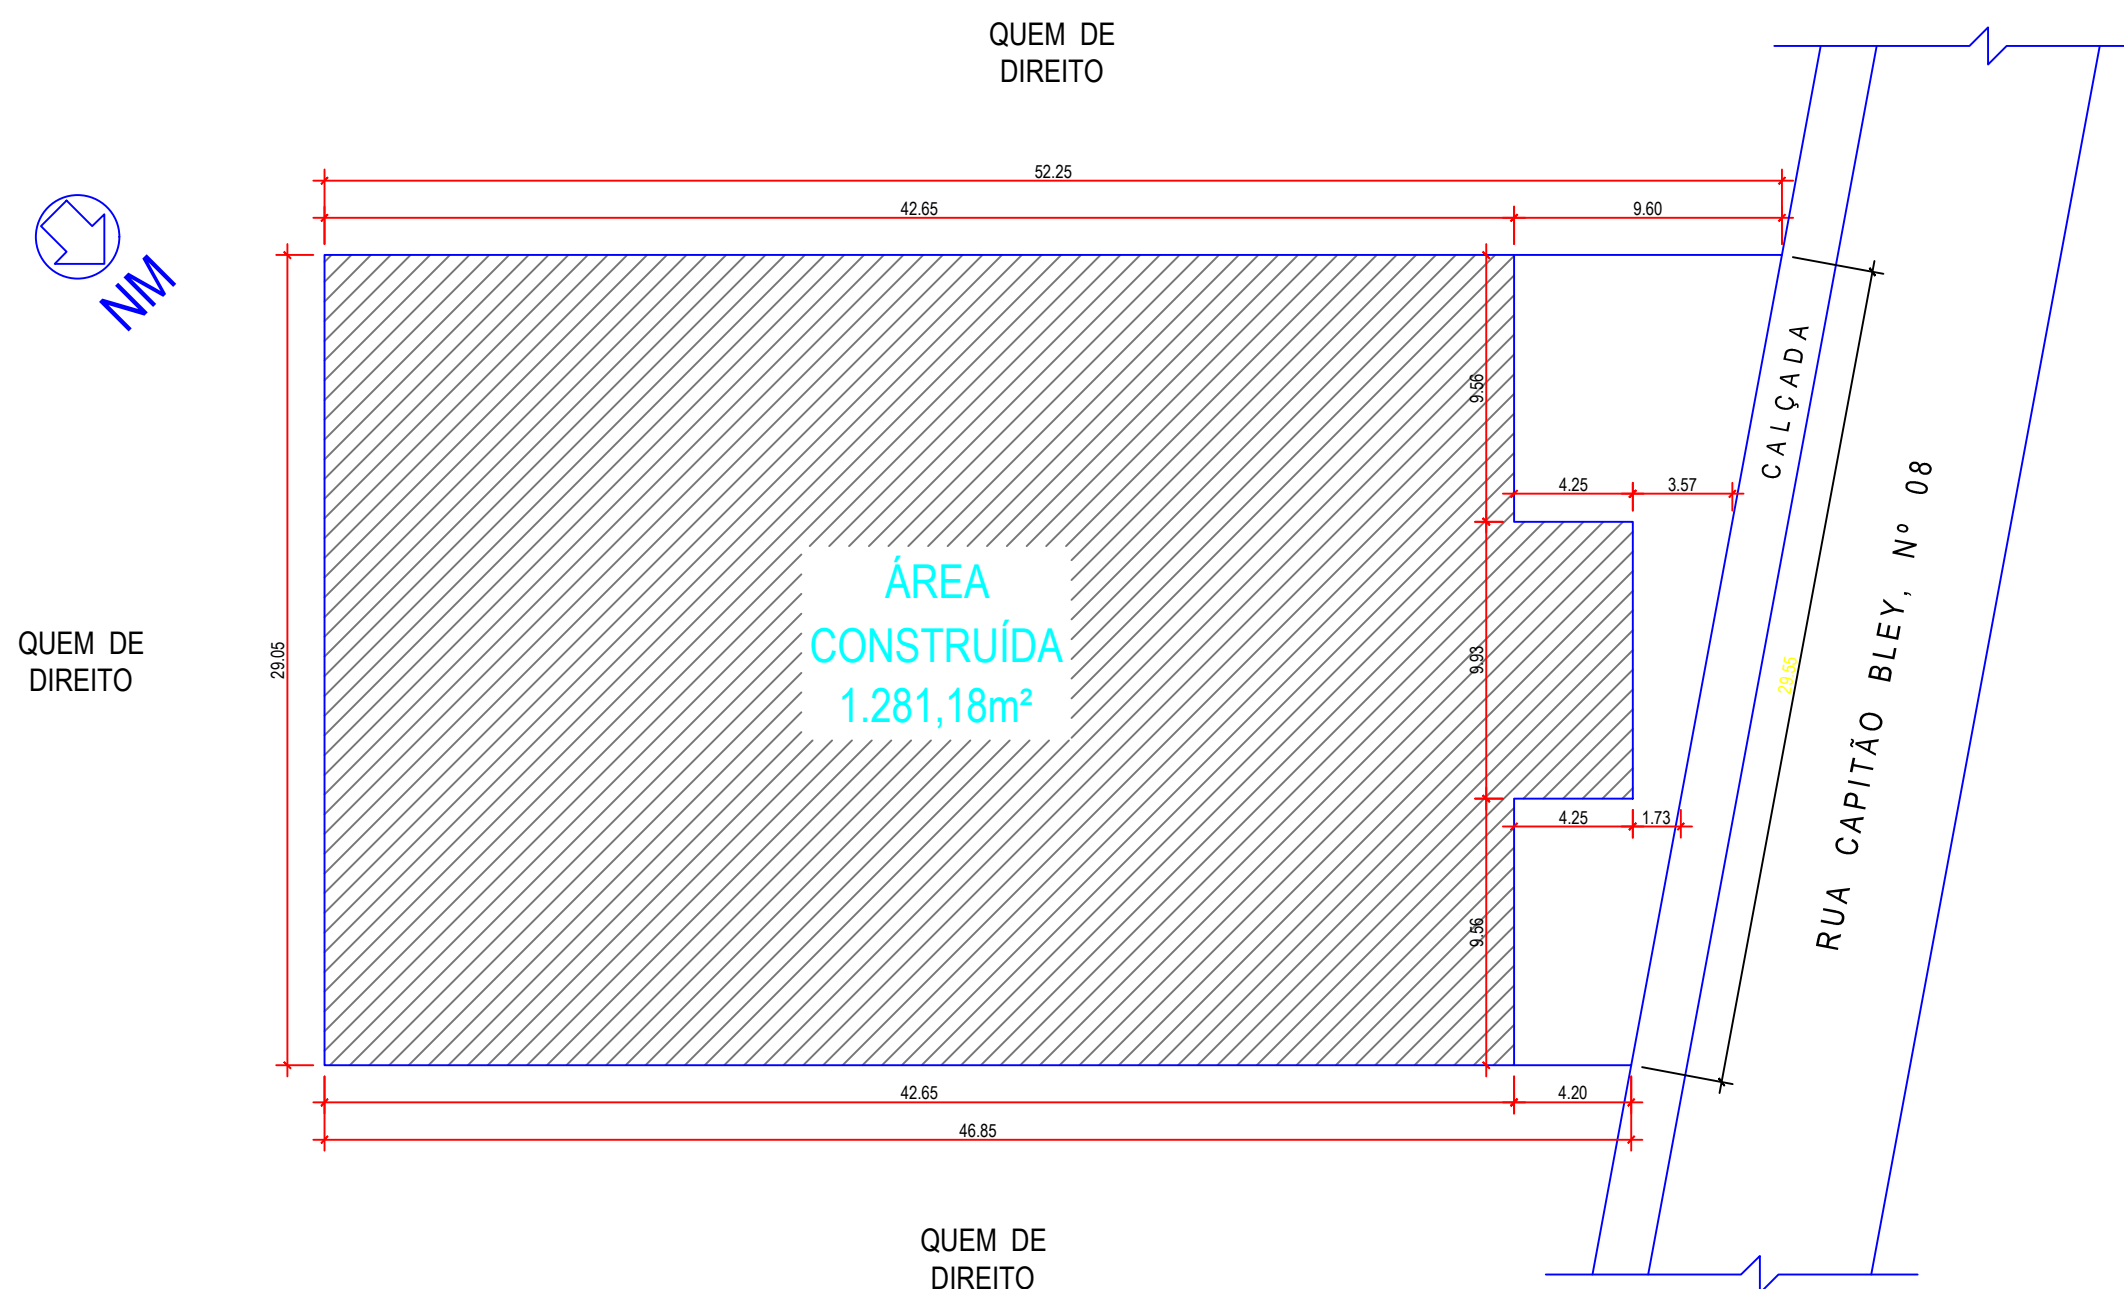 QUEM DE
DIREITO
52.25
42.65
9.60
NM
9.56
CALÇADA
4.25
3.57
RUA CAPITÃO BLEY, Nº 08
ÁREA
CONSTRUÍDA
1.281,18m²
QUEM DE
DIREITO
29.05
9.93
29.55
4.25
1.73
9.56
42.65
4.20
46.85
QUEM DE
DIREITO